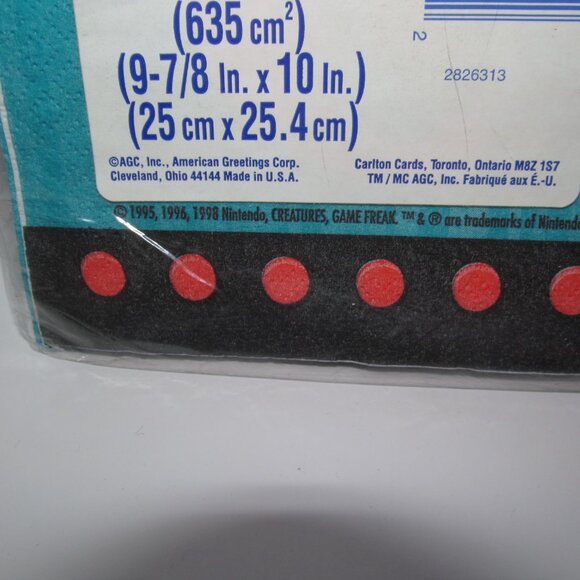 (635 cm²)
(9-7/8 In. x 10 In.)
(25 cm x 25.4 cm)
2
2826313
©AGC, Inc., American Greetings Corp.
Cleveland, Ohio 44144 Made in U.S.A.
Carlton Cards, Toronto, Ontario M8Z 1S7
TM / MC AGC, Inc. Fabriqué aux É.-U.
© 1995, 1996, 1998 Nintendo, CREATURES, GAME FREAK. ™ & ® are trademarks of Nintendo